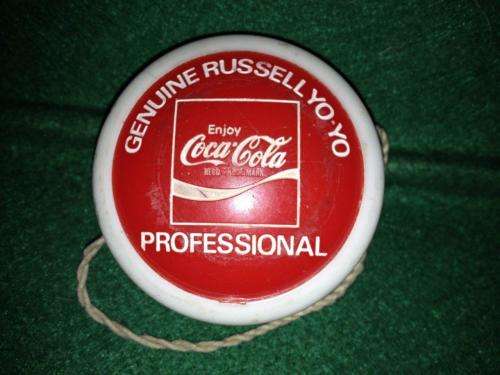 GENUINE RUSSELL YO-YO
Enjoy
Coca-Cola
PROFESSIONAL